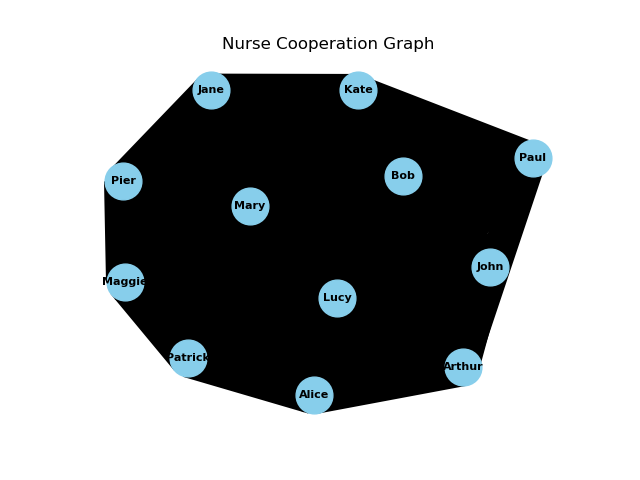 Nurse Cooperation Graph
Jane
Kate
Paul
Bob
Pier
Mary
John
Maggie
Lucy
Patrick
Arthur
Alice